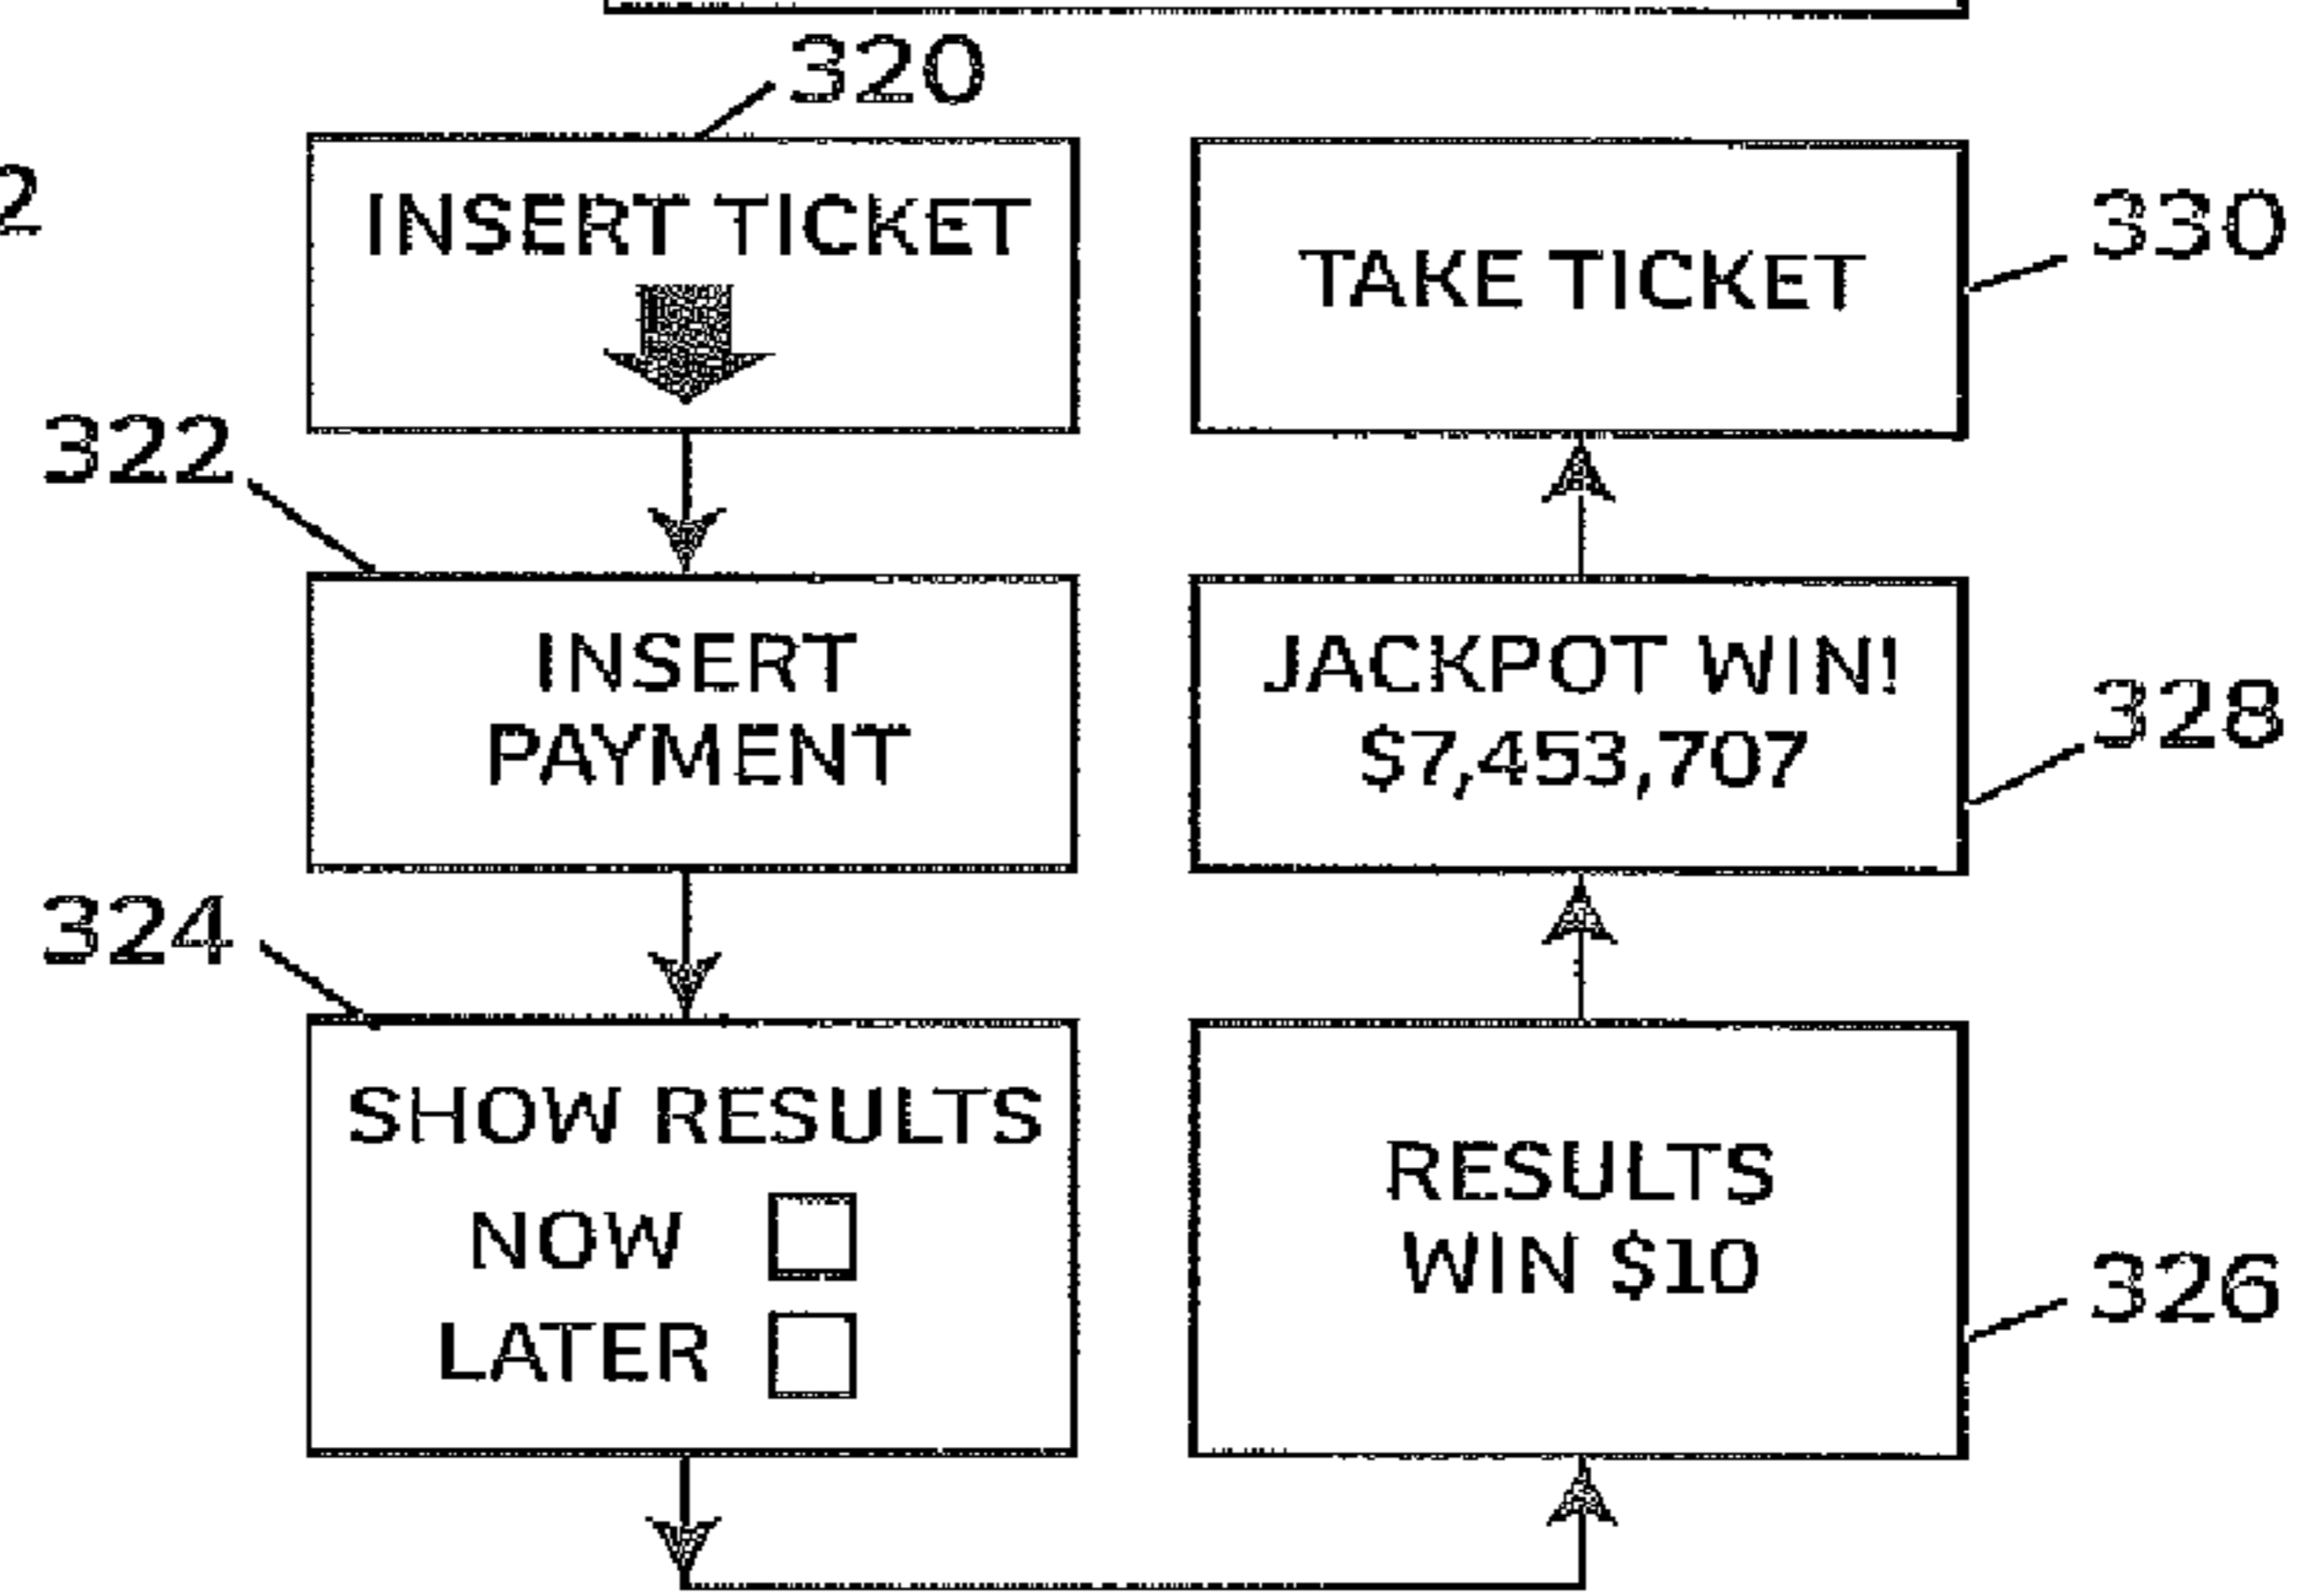 320
2
INSERT TICKET
TAKE TICKET
330
322
INSERT
PAYMENT
JACKPOT WIN!
$7,453,707
328
324
SHOW RESULTS
NOW
LATER
RESULTS
WIN $10
326